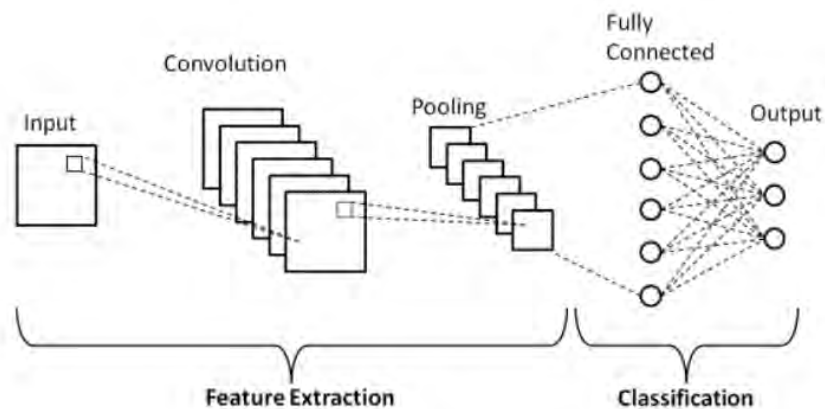 Fully
Connected
Convolution
Pooling
Output
Input
Feature Extraction
Classification